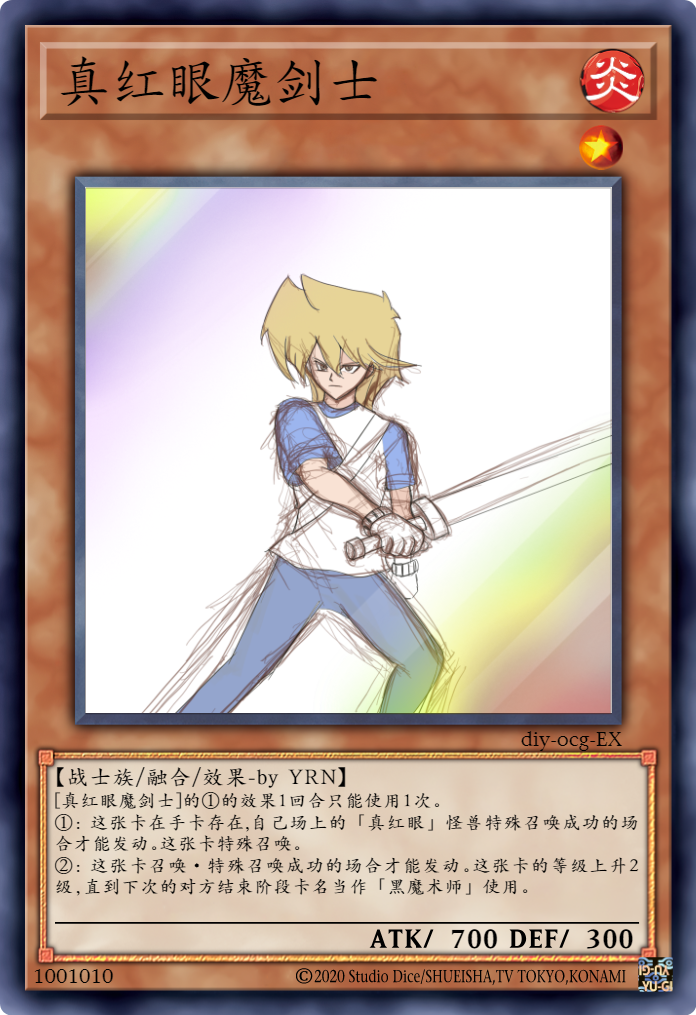 真红眼魔剑士
炎
diy-ocg-EX
【战士族/融合/效果-by YRN】
[真红眼魔剑士]的①的效果1回合只能使用1次。
①: 这张卡在手卡存在,自己场上的「真红眼」怪兽特殊召唤成功的场
合才能发动。这张卡特殊召唤。
②: 这张卡召唤·特殊召唤成功的场合才能发动。这张卡的等级上升2
级,直到下次的对方结束阶段卡名当作「黑魔术师」使用。
ATK/ 700 DEF/ 300
1001010
©2020 Studio Dice/SHUEISHA,TV TOKYO,KONAMI